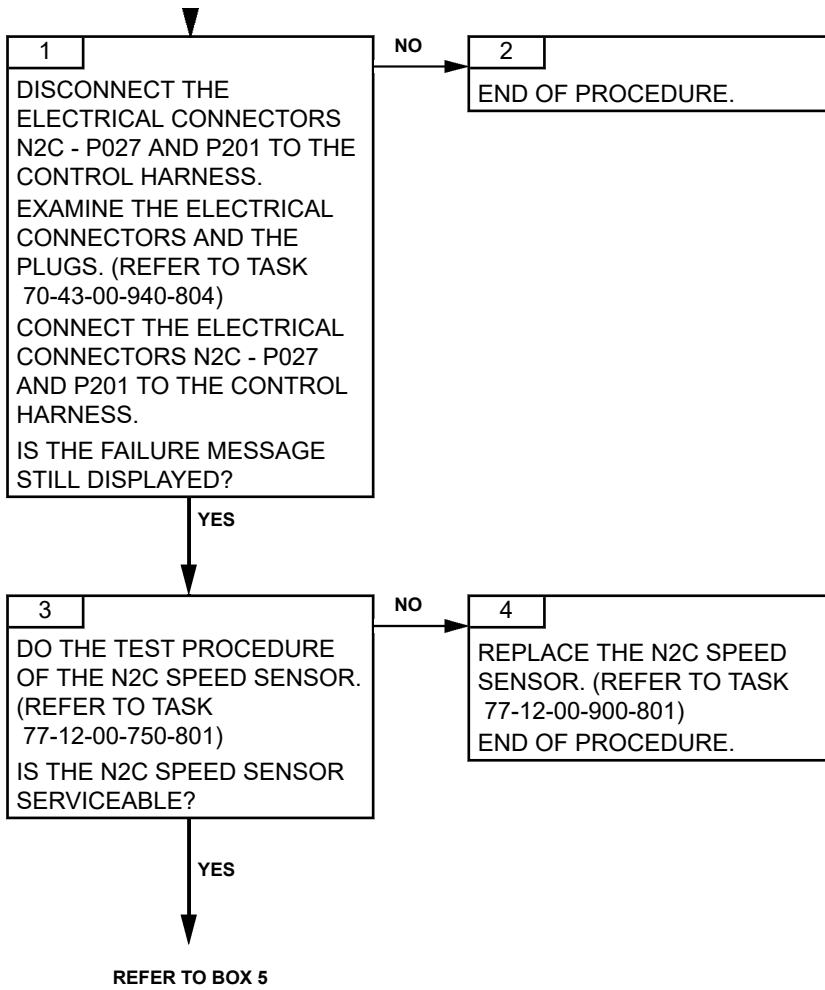 1
DISCONNECT THE
ELECTRICAL CONNECTORS
N2C - P027 AND P201 TO THE
CONTROL HARNESS.
EXAMINE THE ELECTRICAL
CONNECTORS AND THE
PLUGS. (REFER TO TASK
70-43-00-940-804)
CONNECT THE ELECTRICAL
CONNECTORS N2C - P027
AND P201 TO THE CONTROL
HARNESS.
IS THE FAILURE MESSAGE
STILL DISPLAYED?
NO
2
END OF PROCEDURE.
YES
3
DO THE TEST PROCEDURE
OF THE N2C SPEED SENSOR.
(REFER TO TASK
77-12-00-750-801)
IS THE N2C SPEED SENSOR
SERVICEABLE?
NO
4
REPLACE THE N2C SPEED
SENSOR. (REFER TO TASK
77-12-00-900-801)
END OF PROCEDURE.
YES
REFER TO BOX 5